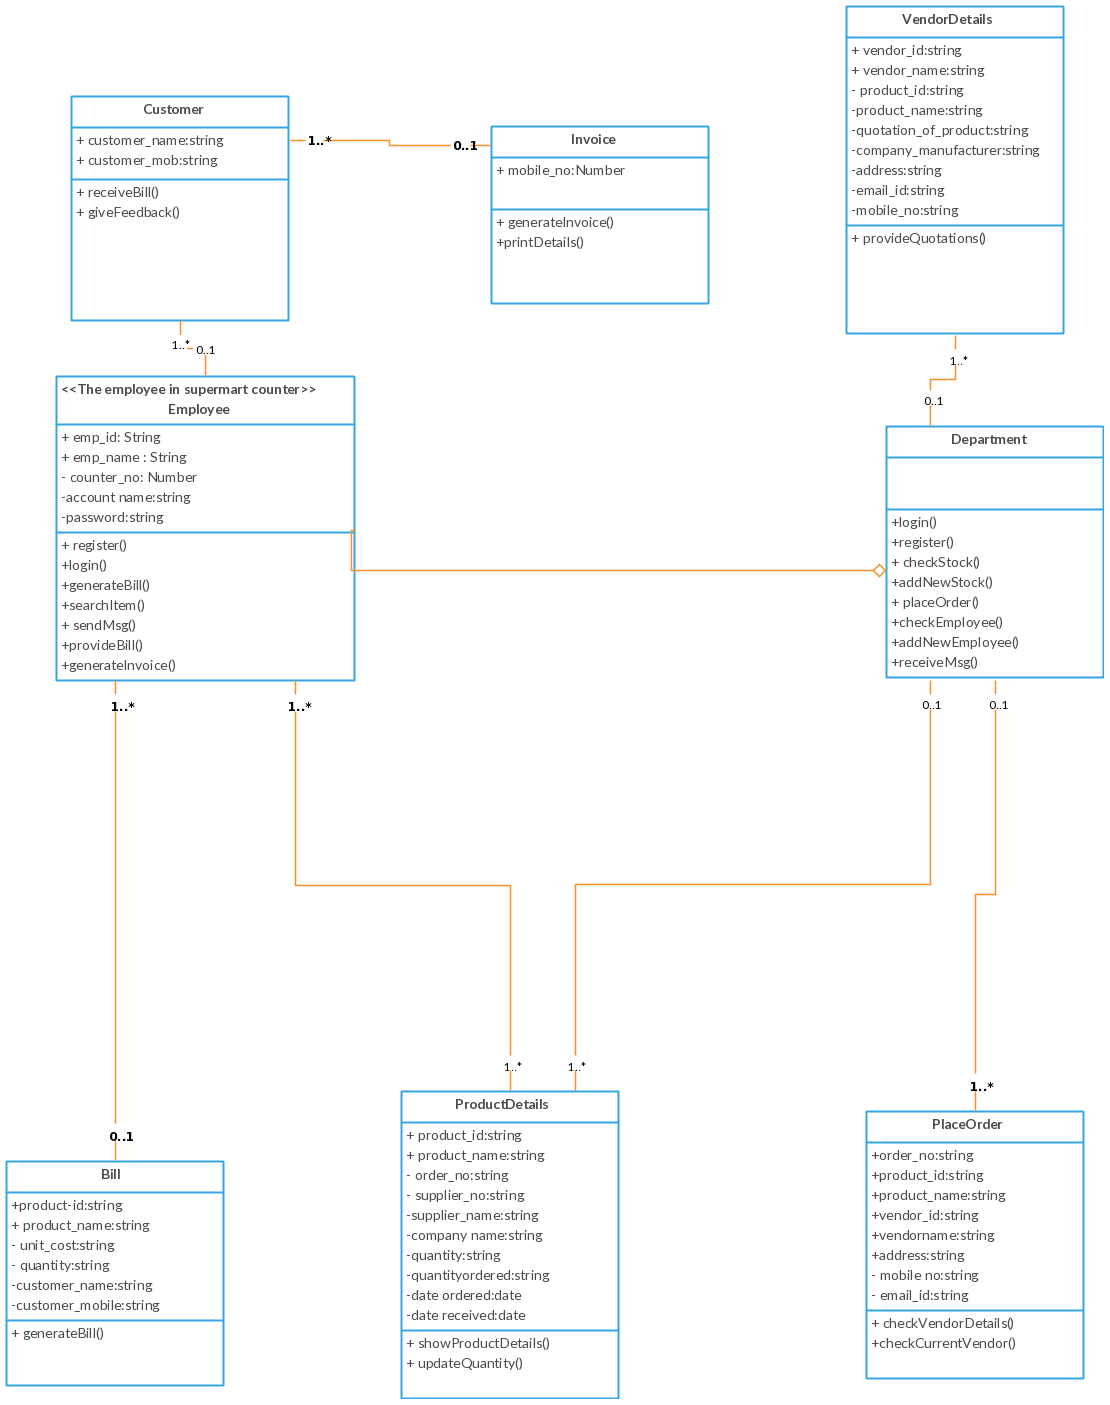 VendorDetails
+ vendor_id:string
+ vendor_name:string
- product_id:string
-product_name:string
-quotation_of_product:string
-company_manufacturer:string
-address:string
-email_id:string
-mobile_no:string
+ provideQuotations()
Customer
+ customer_name:string
+ customer_mob:string
+ receiveBill()
+ giveFeedback()
1..*
0..1
Invoice
+ mobile_no:Number
+ generateInvoice()
+printDetails()
1..*
0..1
1..*
0..1
<<The employee in supermart counter>>
Employee
+ emp_id: String
+ emp_name : String
- counter_no: Number
-account name:string
-password:string
+ register()
+login()
+generateBill()
+searchItem()
+ sendMsg()
+provideBill()
+generateInvoice()
Department
+login()
+register()
+ checkStock()
+addNewStock()
+ placeOrder()
+checkEmployee()
+addNewEmployee()
+receiveMsg()
1..*
1..*
0..1
0..1
0..1
1..*
1..*
1..*
Bill
+product-id:string
+ product_name:string
- unit_cost:string
- quantity:string
-customer_name:string
-customer_mobile:string
+ generateBill()
ProductDetails
+ product_id:string
+ product_name:string
- order_no:string
- supplier_no:string
-supplier_name:string
-company name:string
-quantity:string
-quantityordered:string
-date ordered:date
-date received:date
+ showProductDetails()
+ updateQuantity()
PlaceOrder
+order_no:string
+product_id:string
+product_name:string
+vendor_id:string
+vendorname:string
+address:string
- mobile no:string
- email_id:string
+ checkVendorDetails()
+checkCurrentVendor()